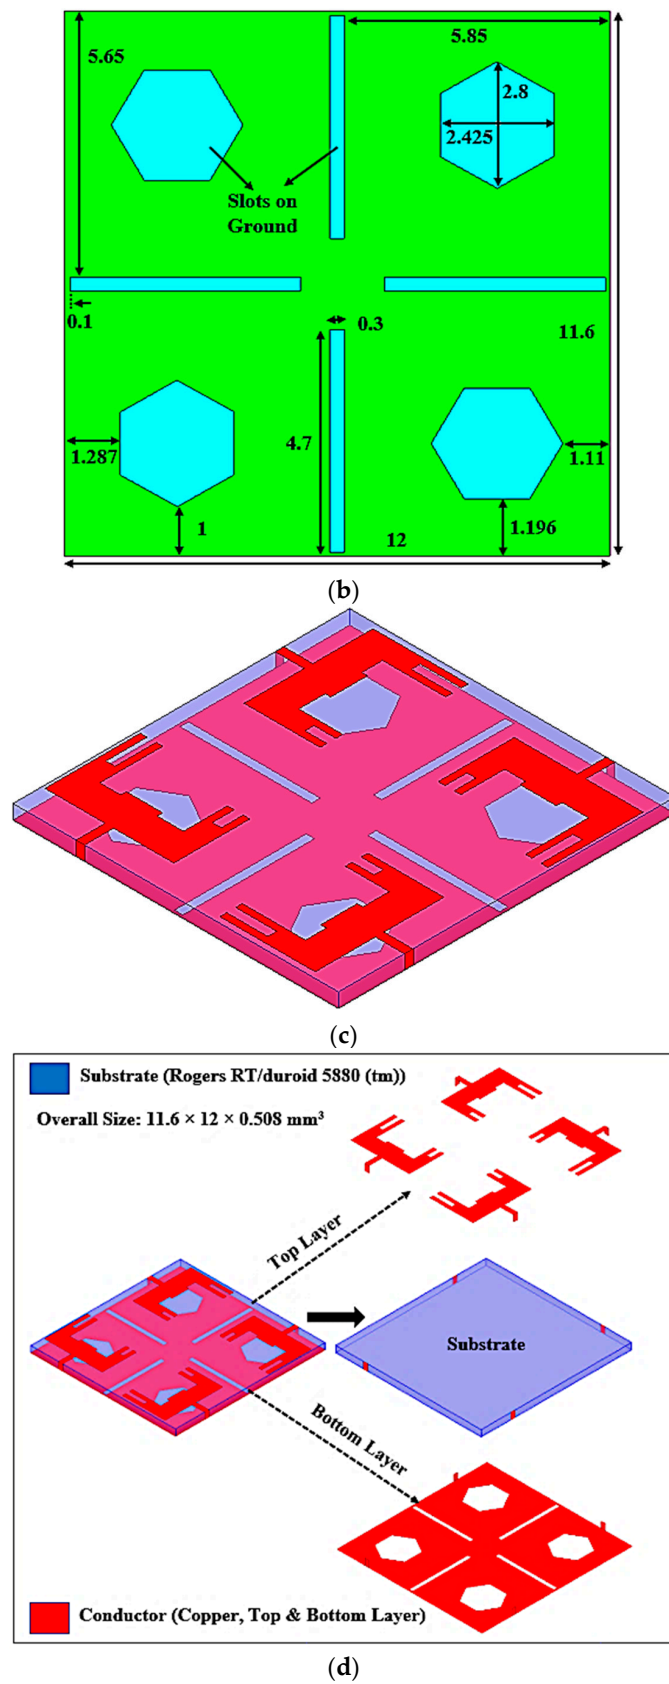 5.85
5.65
2.8
2.425
Slots on
Ground
0.1
0.3
11.6
4.7
1.287
1.11
1
12
1.196
(b)
(c)
Substrate (Rogers RT/duroid 5880 (tm))
Overall Size: 11.6 × 12 × 0.508 mm³
Top Layer
Substrate
Bottom Layer
Conductor (Copper, Top & Bottom Layer)
(d)